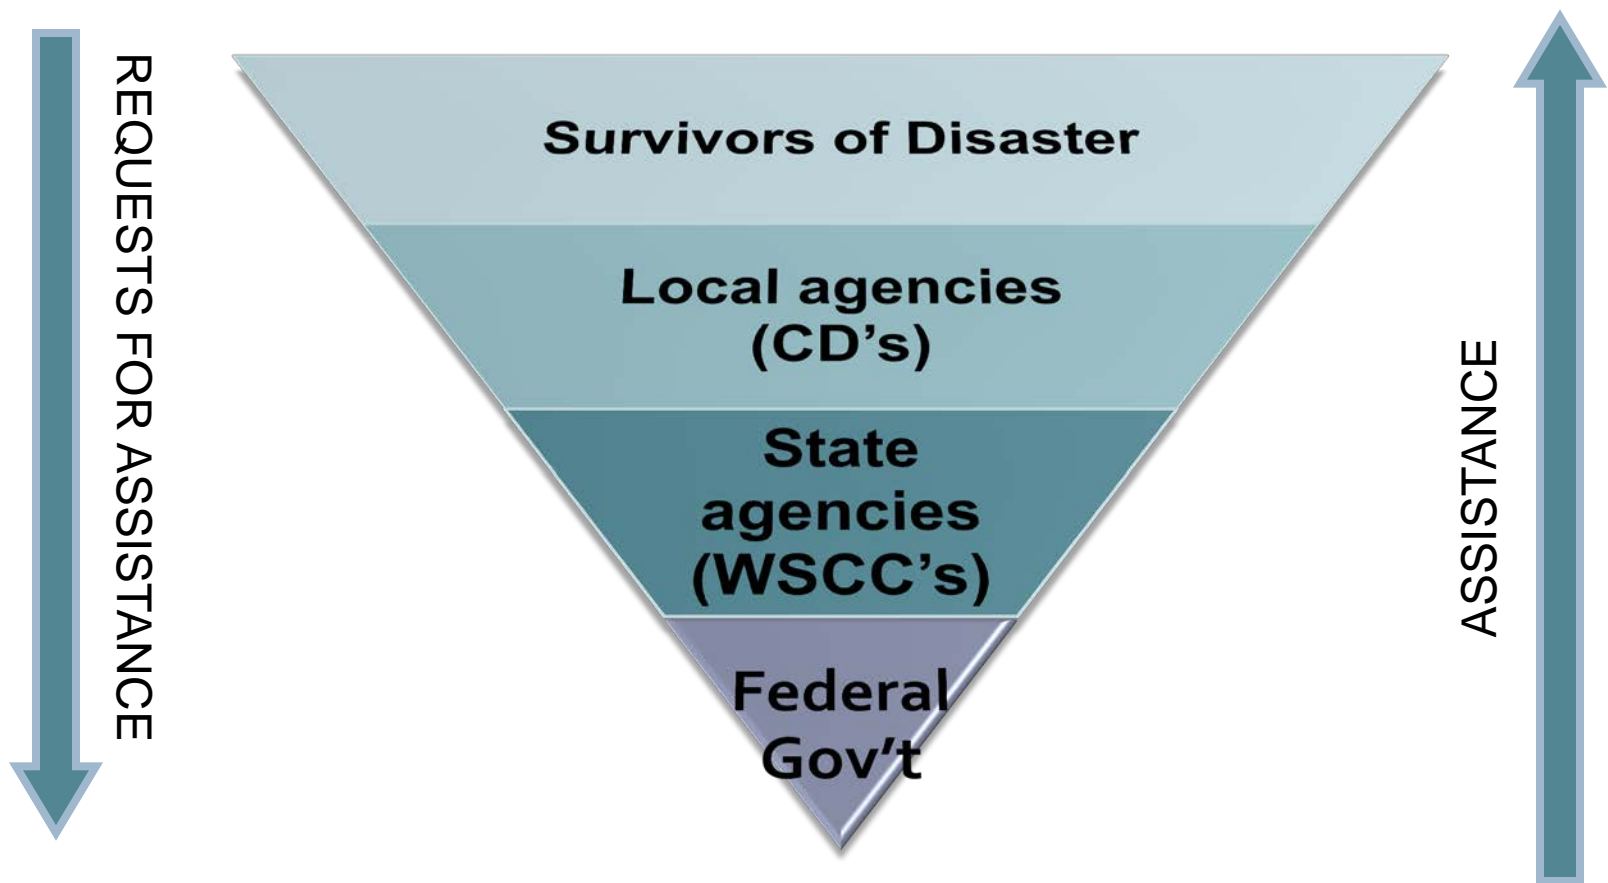 REQUESTS FOR ASSISTANCE
Survivors of Disaster
Local agencies
(CD’s)
State
agencies
(WSCC’s)
Federal
Gov’t
ASSISTANCE